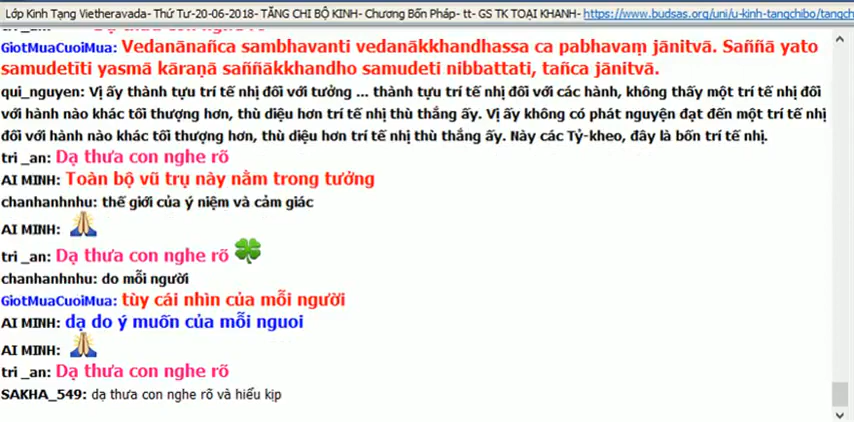 Lớp Kinh Tạng Vietheravada- Thứ Tư-20-06-2018- TĂNG CHI BỘ KINH- Chương Bốn Pháp- tt- GS TK TOẠI KHANH- https://www.budsas.org/uni/u-kinh-tangchibo/tangch
GiotMuaCuoiMua: Vedanānañca sambhavanti vedanākkhandhassa ca pabhavaṃ jānitvā. Saññā yato
samudetīti yasmā kāraṇā saññākkhandho samudeti nibbattati, tañca jānitvā.
qui_nguyen: Vị ấy thành tựu trí tế nhị đối với tưởng ... thành tựu trí tế nhị đối với các hành, không thấy một trí tế nhị đối
với hành nào khác tối thượng hơn, thù diệu hơn trí tế nhị thù thắng ấy. Vị ấy không có phát nguyện đạt đến một trí tế nhị
đối với hành nào khác tối thượng hơn, thù diệu hơn trí tế nhị thù thắng ấy. Này các Tỷ-kheo, đây là bốn trí tế nhị.
tri _an: Dạ thưa con nghe rõ
AI MINH: Toàn bộ vũ trụ này nằm trong tưởng
chanhanhnhu: thế giới của ý niệm và cảm giác
AI MINH:
tri _an: Dạ thưa con nghe rõ
chanhanhnhu: do mỗi người
GiotMuaCuoiMua: tùy cái nhìn của mỗi người
AI MINH: dạ do ý muốn của mỗi nguoi
AI MINH:
tri _an: Dạ thưa con nghe rõ
SAKHA_549: dạ thưa con nghe rõ và hiểu kịp